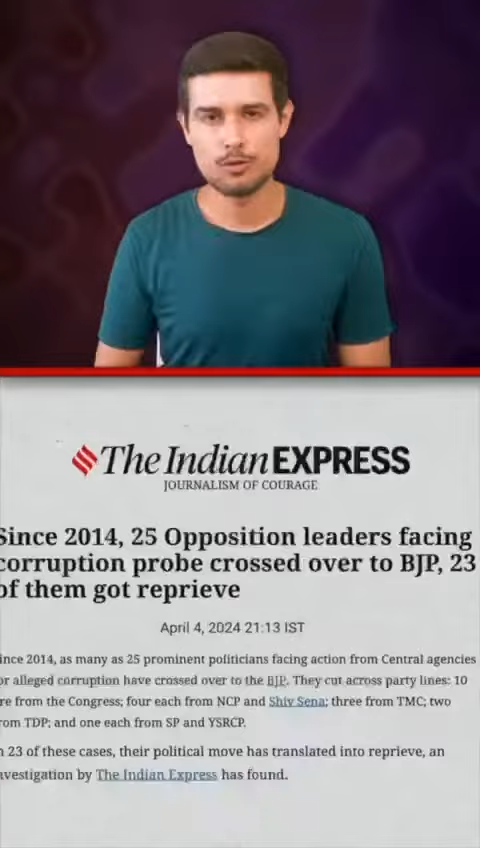 The Indian EXPRESS
JOURNALISM OF COURAGE
Since 2014, 25 Opposition leaders facing
corruption probe crossed over to BJP, 23
of them got reprieve
April 4, 2024 21:13 IST
ince 2014, as many as 25 prominent politicians facing action from Central agencies
or alleged corruption have crossed over to the BJP. They cut across party lines: 10
re from the Congress; four each from NCP and Shiv Sena; three from TMC; two
rom TDP; and one each from SP and YSRCP.
n 23 of these cases, their political move has translated into reprieve, an
nvestigation by The Indian Express has found.